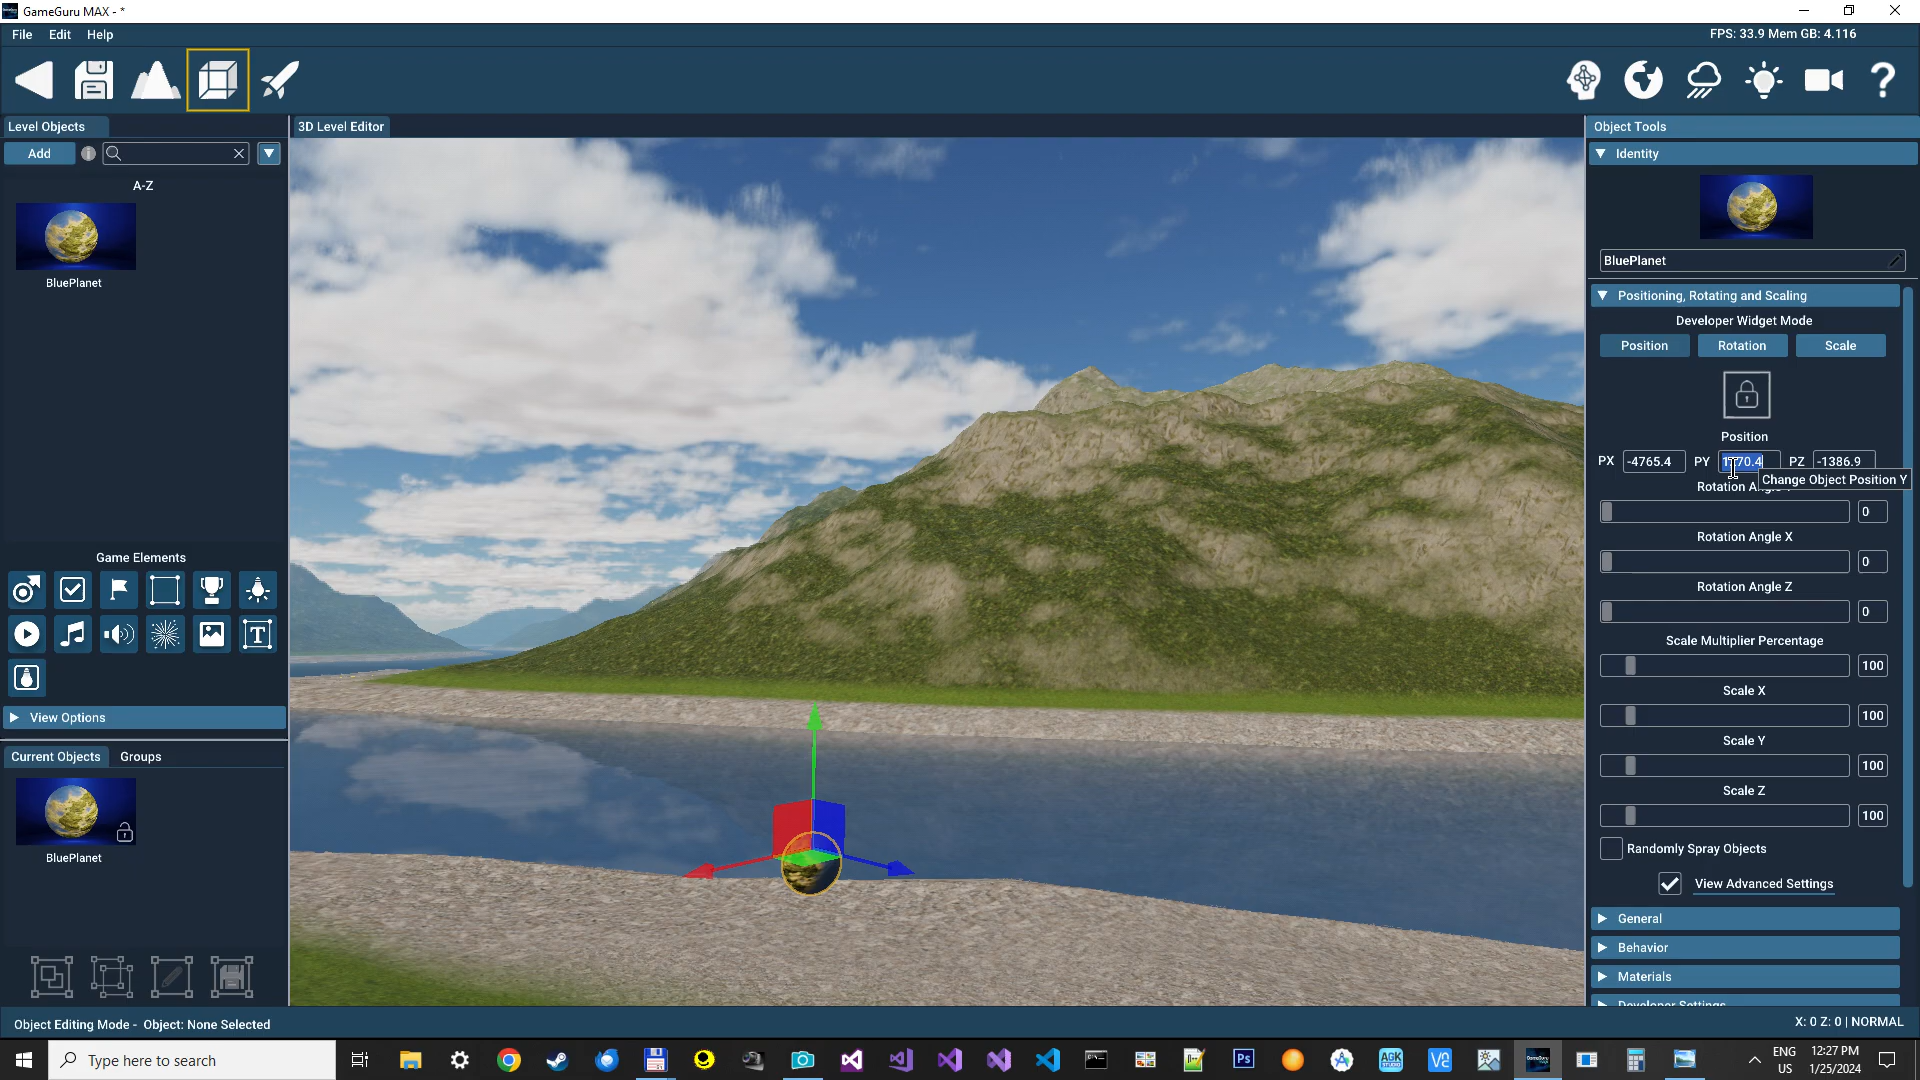 GameGuru MAX - *
File Edit Help
FPS: 33.9 Mem GB: 4.116
Level Objects
3D Level Editor
Object Tools
Add
Identity
A-Z
BluePlanet
BluePlanet
Positioning, Rotating and Scaling
Developer Widget Mode
Position Rotation Scale
Position
PX -4765.4 PY PZ -1386.9
Change Object Position Y
Rotation
0
Rotation Angle X
0
Rotation Angle Z
0
Scale Multiplier Percentage
100
Scale X
100
Scale Y
100
Scale Z
100
Randomly Spray Objects
View Advanced Settings
General
Behavior
Materials
Game Elements
T
View Options
Current Objects Groups
BluePlanet
Object Editing Mode - Object: None Selected
X: 0 Z: 0 | NORMAL
Type here to search
Ps
AGK
STUDIO
ENG
US
12:27 PM
1/25/2024